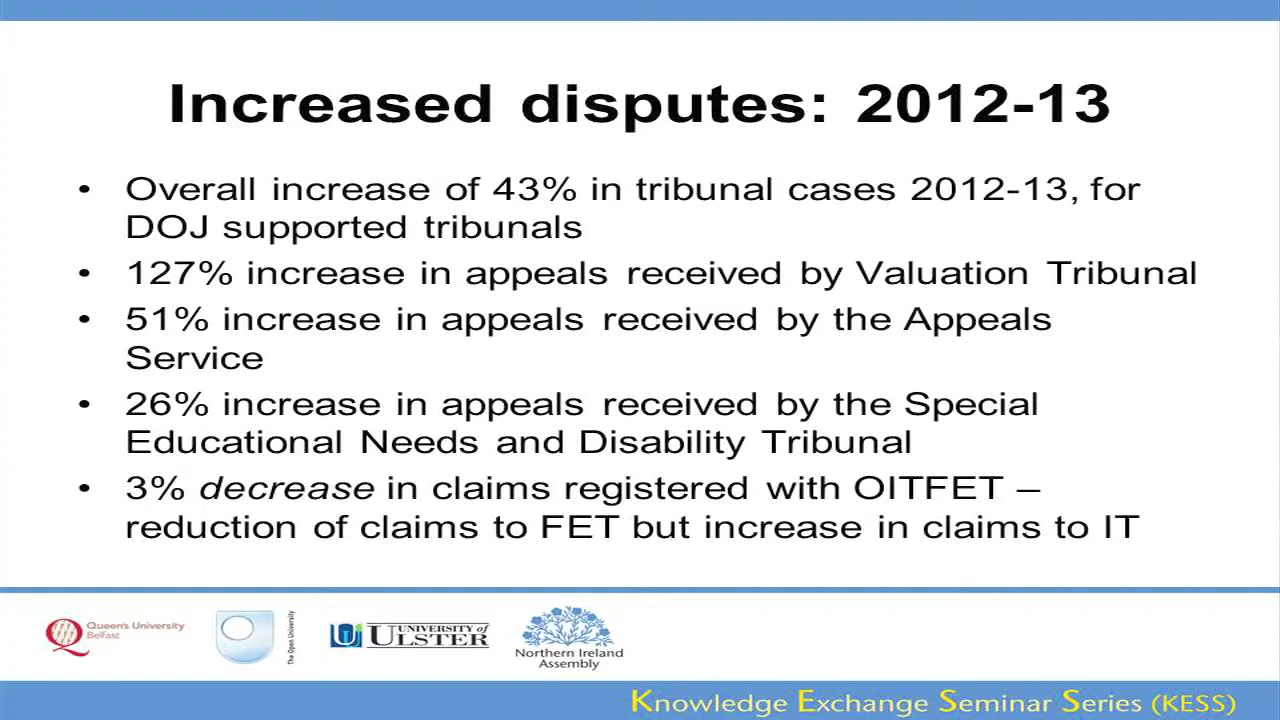 Increased disputes: 2012-13
• Overall increase of 43% in tribunal cases 2012-13, for
DOJ supported tribunals
• 127% increase in appeals received by Valuation Tribunal
• 51% increase in appeals received by the Appeals
Service
• 26% increase in appeals received by the Special
Educational Needs and Disability Tribunal
• 3% decrease in claims registered with OITFET –
reduction of claims to FET but increase in claims to IT
Queen's University
Belfast
The Open University
UNIVERSITY of
ULSTER
Northern Ireland
Assembly
Knowledge Exchange Seminar Series (KESS)